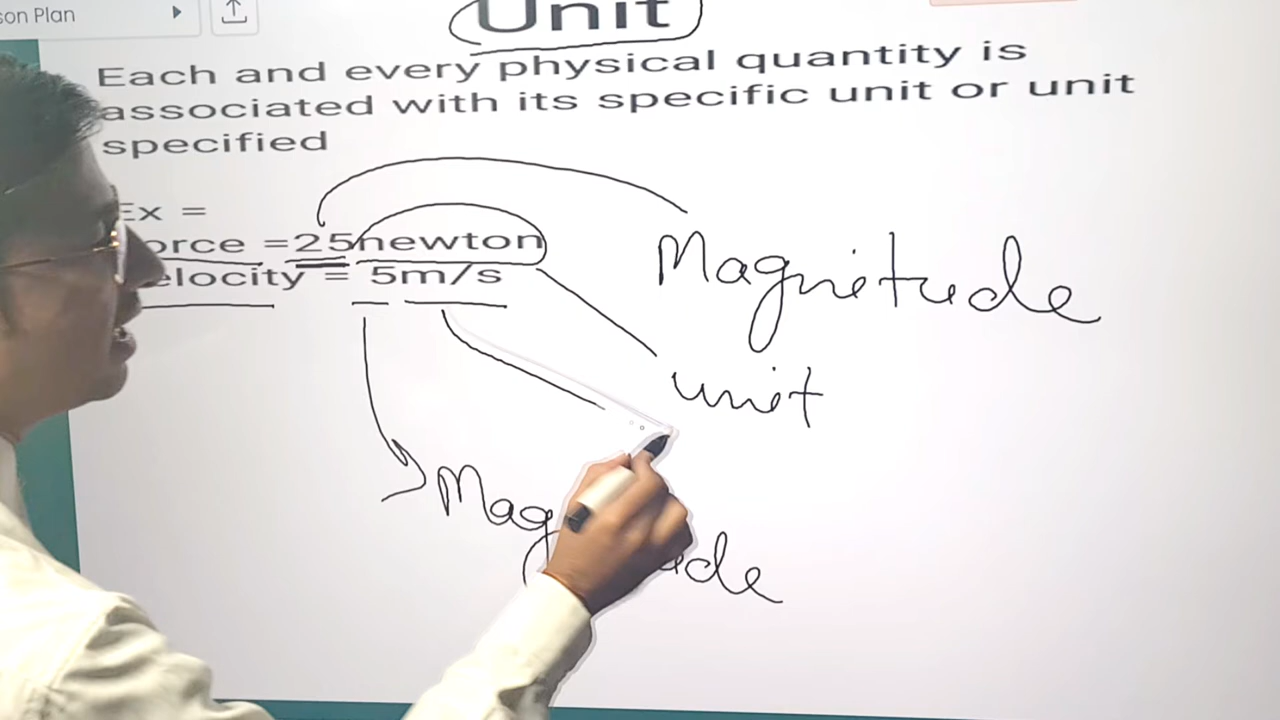 son Plan
Unit
Each and every physical quantity is
associated with its specific unit or unit
specified
Ex =
orce =25newton
elocity = 5m/s
Magnitude
unit